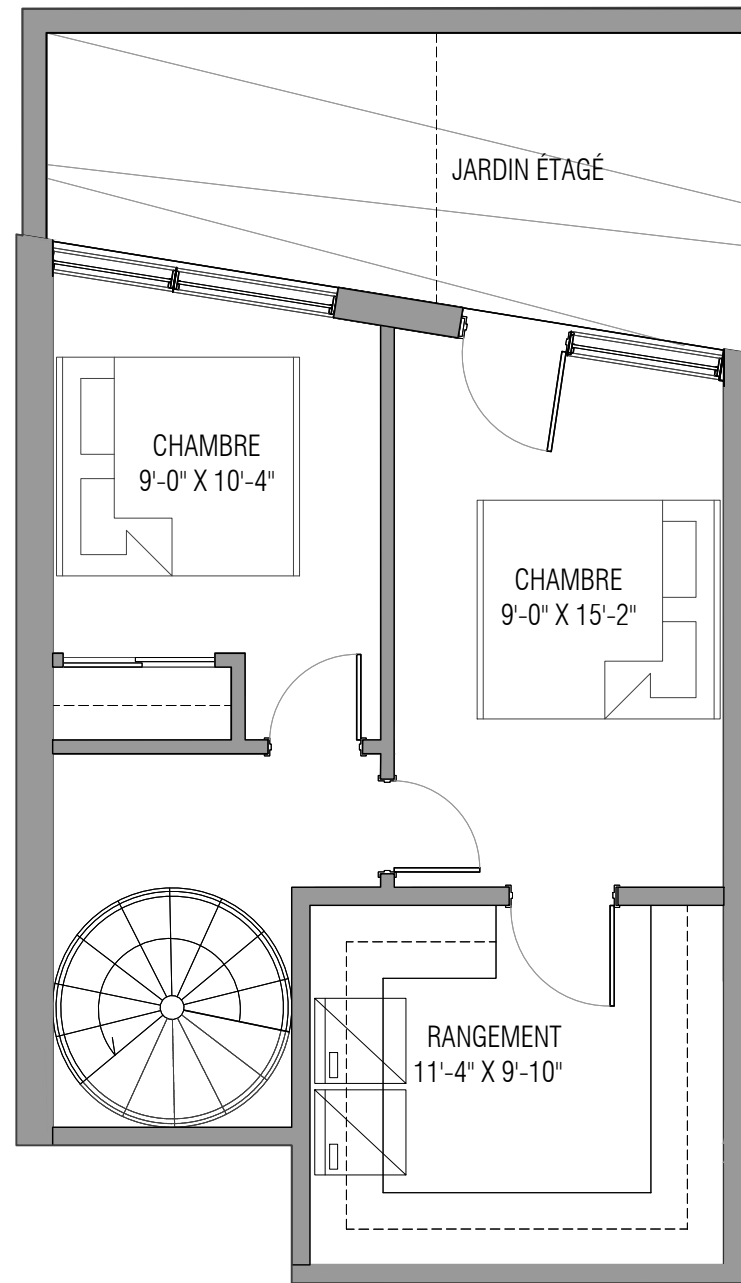 JARDIN ÉTAGÉ
CHAMBRE
9'-0" X 10'-4"
CHAMBRE
9'-0" X 15'-2"
RANGEMENT
11'-4" X 9'-10"